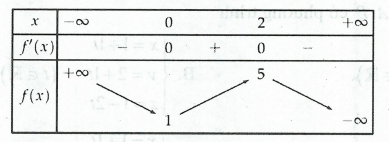 x −∞ 0 2 +∞
f′(x) − 0 + 0 −
+∞ 5
f(x)
1 −∞